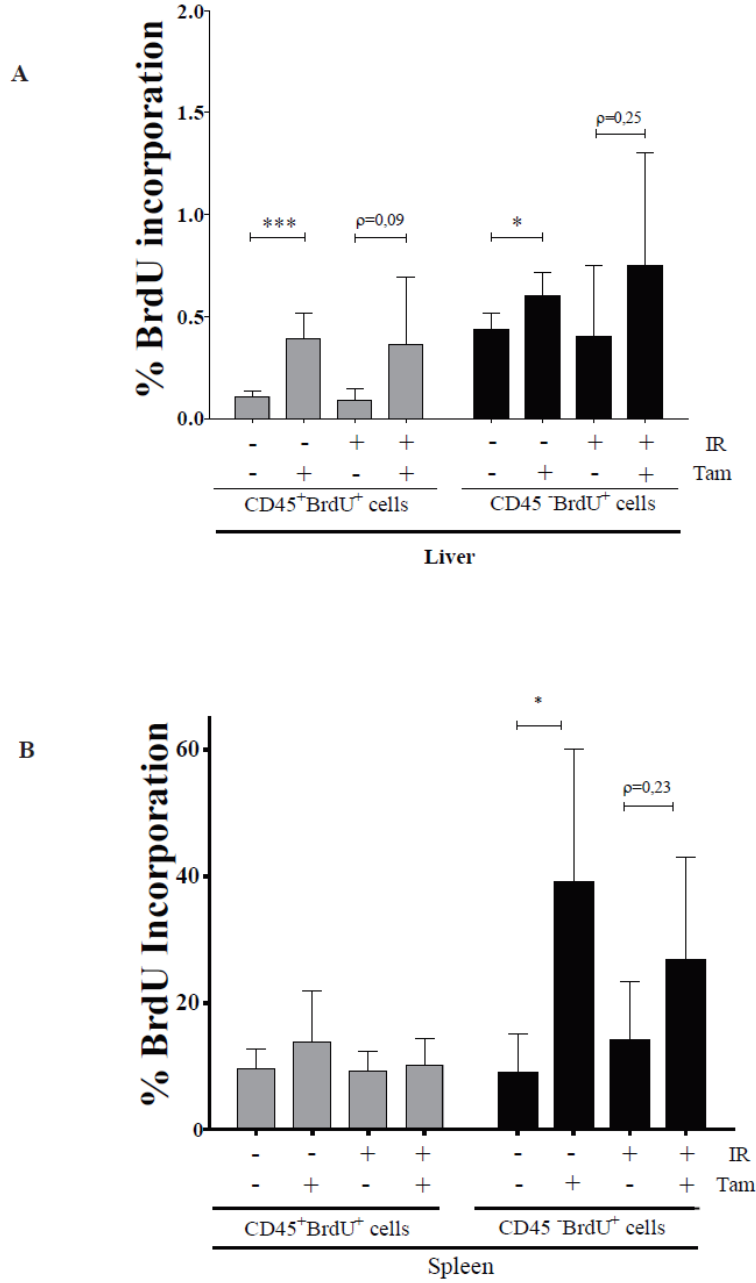 A
% BrdU incorporation
2.0
1.5
1.0
0.5
0.0
***
ρ=0,09
*
ρ=0,25
- - + + - - + + IR
- + - + - + - + Tam
CD45⁺BrdU⁺ cells CD45⁻BrdU⁺ cells
Liver
B
% BrdU Incorporation
60
40
20
0
*
ρ=0,23
- - + + - - + + IR
- + - + - + - + Tam
CD45⁺BrdU⁺ cells CD45⁻BrdU⁺ cells
Spleen